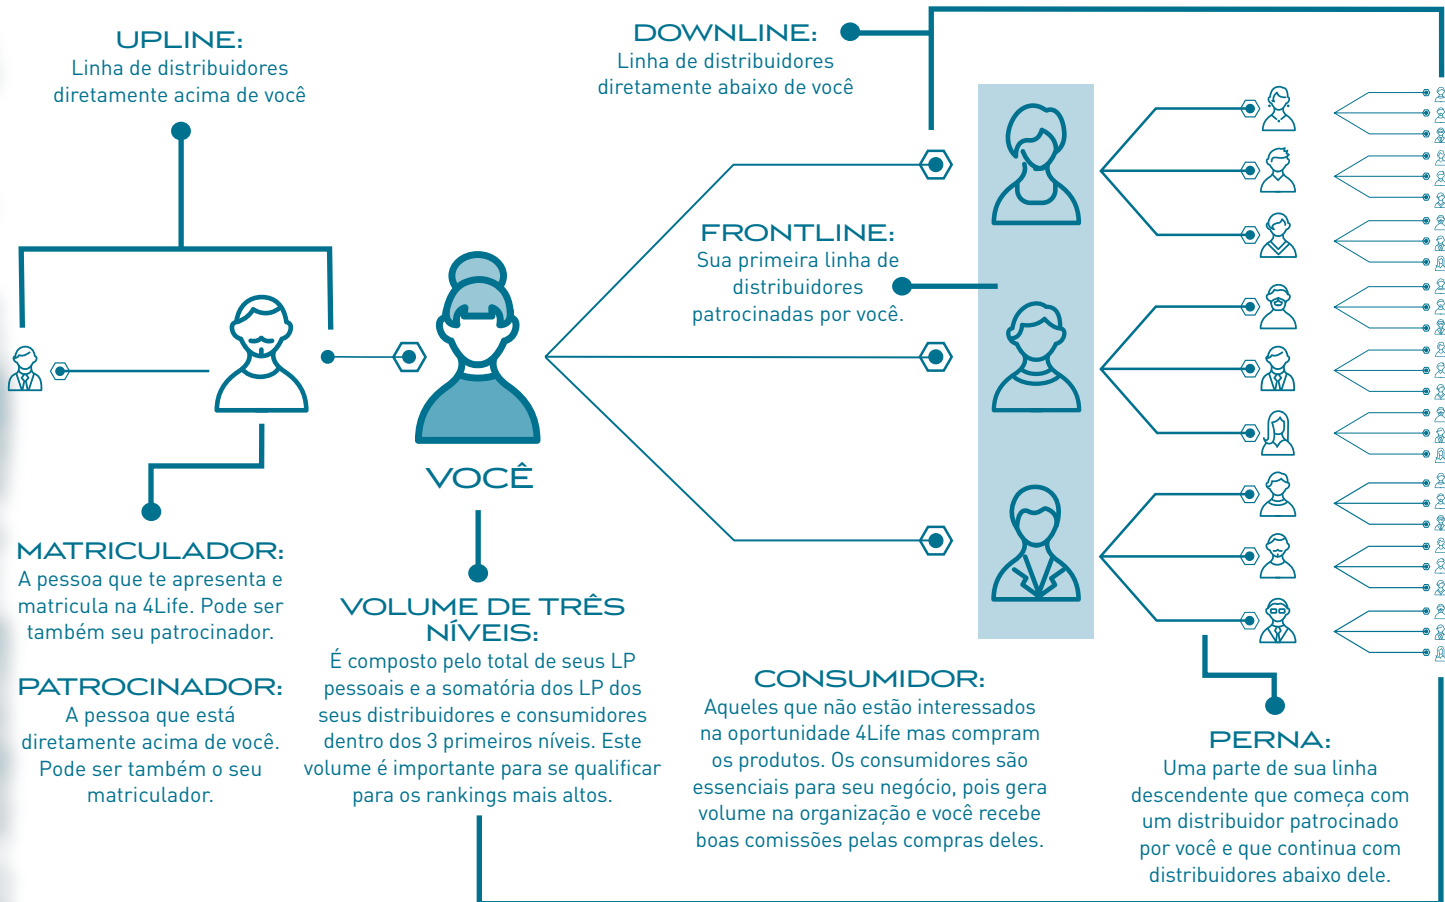 UPLINE:
Linha de distribuidores
diretamente acima de você
DOWNLINE:
Linha de distribuidores
diretamente abaixo de você
FRONTLINE:
Sua primeira linha de
distribuidores
patrocinadas por você.
VOCÊ
MATRICULADOR:
A pessoa que te apresenta e
matricula na 4Life. Pode ser
também seu patrocinador.
PATROCINADOR:
A pessoa que está
diretamente acima de você.
Pode ser também o seu
matriculador.
VOLUME DE TRÊS
NÍVEIS:
É composto pelo total de seus LP
pessoais e a somatória dos LP dos
seus distribuidores e consumidores
dentro dos 3 primeiros níveis. Este
volume é importante para se qualificar
para os rankings mais altos.
CONSUMIDOR:
Aqueles que não estão interessados
na oportunidade 4Life mas compram
os produtos. Os consumidores são
essenciais para seu negócio, pois gera
volume na organização e você recebe
boas comissões pelas compras deles.
PERNA:
Uma parte de sua linha
descendente que começa com
um distribuidor patrocinado
por você e que continua com
distribuidores abaixo dele.